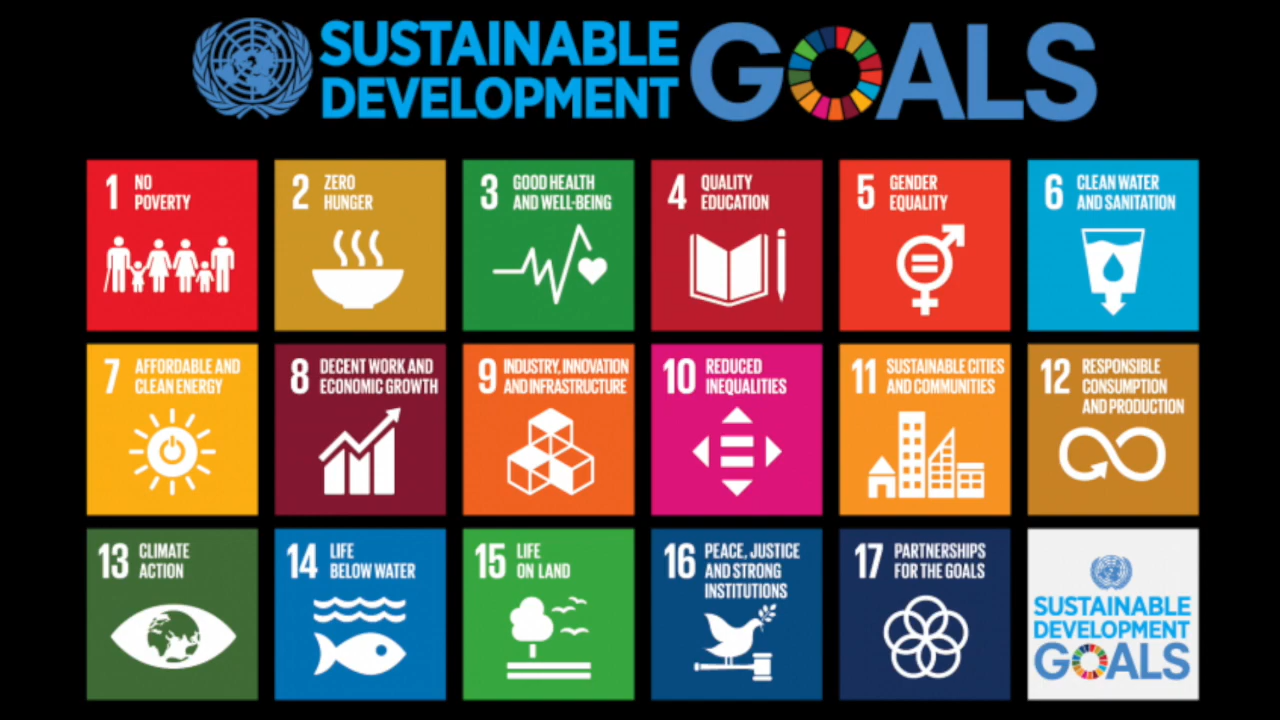 SUSTAINABLE
DEVELOPMENT
GOALS
1 NO
POVERTY
2 ZERO
HUNGER
3 GOOD HEALTH
AND WELL-BEING
4 QUALITY
EDUCATION
5 GENDER
EQUALITY
6 CLEAN WATER
AND SANITATION
7 AFFORDABLE AND
CLEAN ENERGY
8 DECENT WORK AND
ECONOMIC GROWTH
9 INDUSTRY, INNOVATION
AND INFRASTRUCTURE
10 REDUCED
INEQUALITIES
11 SUSTAINABLE CITIES
AND COMMUNITIES
12 RESPONSIBLE
CONSUMPTION
AND PRODUCTION
13 CLIMATE
ACTION
14 LIFE
BELOW WATER
15 LIFE
ON LAND
16 PEACE, JUSTICE
AND STRONG
INSTITUTIONS
17 PARTNERSHIPS
FOR THE GOALS
SUSTAINABLE
DEVELOPMENT
GOALS